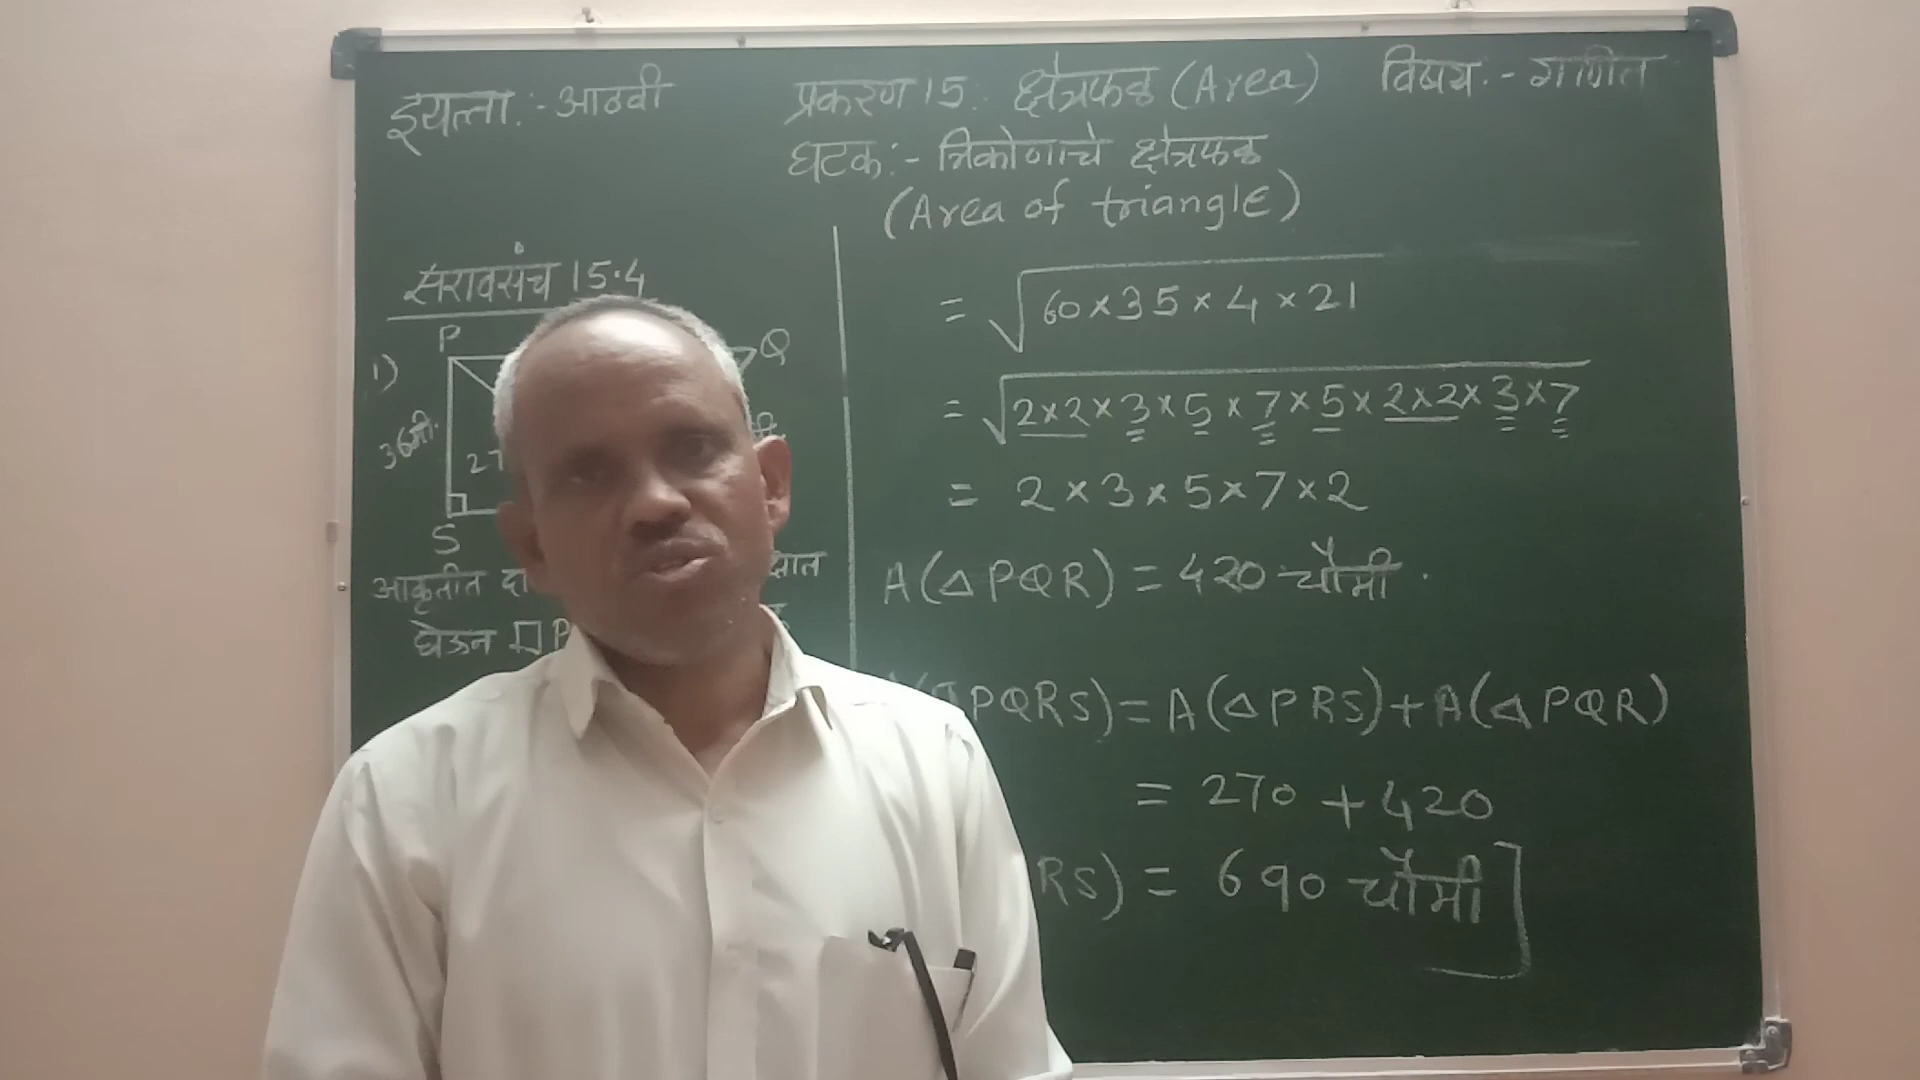 इयत्ता:- आठवी
प्रकरण 15. क्षेत्रफळ (Area)
विषय:- गणित
घटक:- त्रिकोणाचे क्षेत्रफळ
(Area of triangle)
सरावसंच 15.4
1)
P
Q
36मी.
27
S
आकृतीत
घेऊन □P
= √60×35×4×21
= √2×2×3×5×7×5×2×2×3×7
= 2×3×5×7×2
A(△PQR) = 420 चौमी.
PQRS) = A(△PRS)+A(△PQR)
= 270 + 420
RS) = 690 चौमी